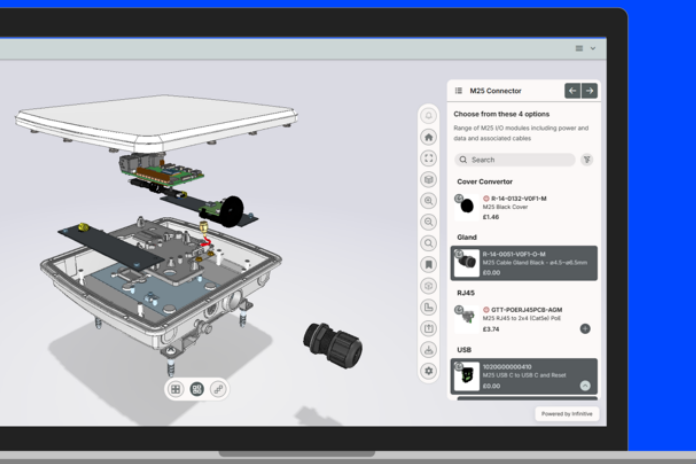 M25 Connector
Choose from these 4 options
Range of M25 I/O modules including power and
data and associated cables
Search
Cover Convertor
R-14-0132-V0F1-M
M25 Black Cover
£1.46
Gland
R-14-0051-V0F1-0-M
M25 Cable Gland Black - ø4.5~ø6.5mm
£0.00
RJ45
GTT-POERJ45PCB-AGM
M25 RJ45 to 2x4 (Cat5e) PoE
£3.74
USB
1020G00000410
M25 USB C to USB C and Reset
£0.00
Powered by Infinitive